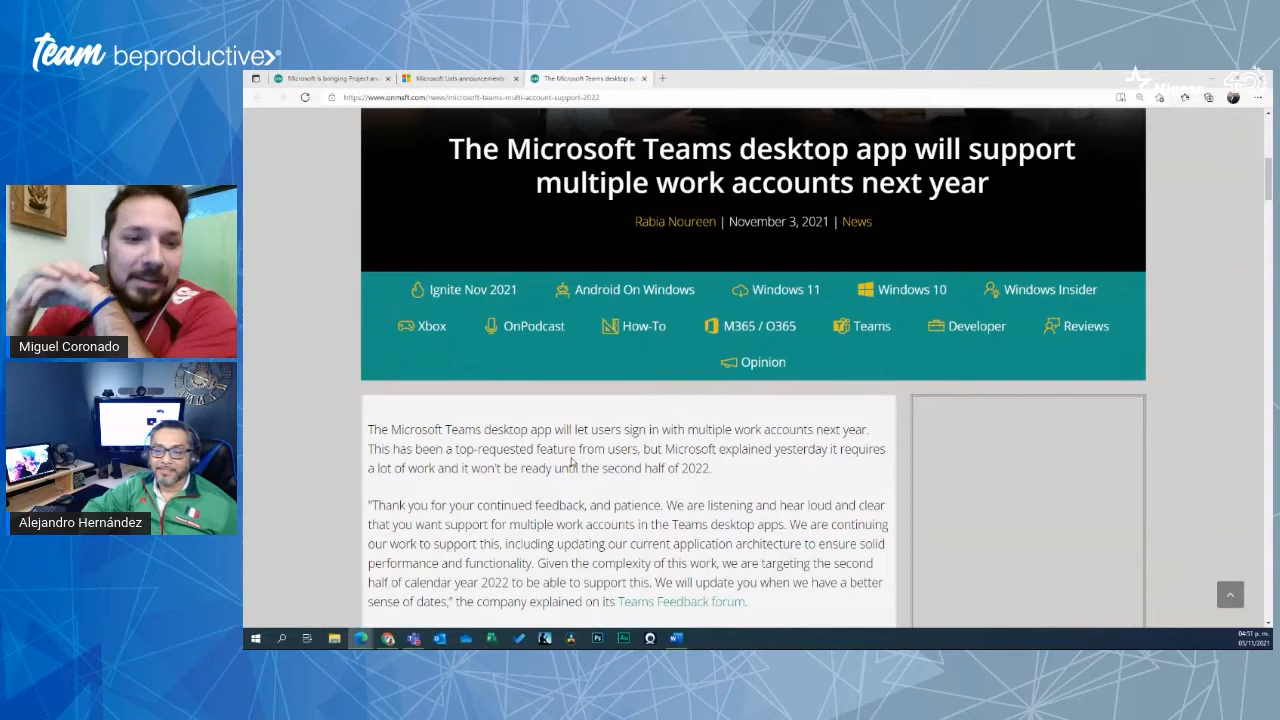 team beproductive
Microsoft is bringing Project an
Microsoft Lists announcements
The Microsoft Teams desktop ap
https://www.onmsft.com/news/microsoft-teams-multi-account-support-2022
The Microsoft Teams desktop app will support
multiple work accounts next year
Rabia Noureen | November 3, 2021 | News
Ignite Nov 2021
Android On Windows
Windows 11
Windows 10
Windows Insider
Xbox
OnPodcast
How-To
M365 / O365
Teams
Developer
Reviews
Opinion
The Microsoft Teams desktop app will let users sign in with multiple work accounts next year.
This has been a top-requested feature from users, but Microsoft explained yesterday it requires
a lot of work and it won't be ready until the second half of 2022.
"Thank you for your continued feedback, and patience. We are listening and hear loud and clear
that you want support for multiple work accounts in the Teams desktop apps. We are continuing
our work to support this, including updating our current application architecture to ensure solid
performance and functionality. Given the complexity of this work, we are targeting the second
half of calendar year 2022 to be able to support this. We will update you when we have a better
sense of dates," the company explained on its Teams Feedback forum.
Miguel Coronado
Alejandro Hernández
04:51 p. m.
05/11/2021